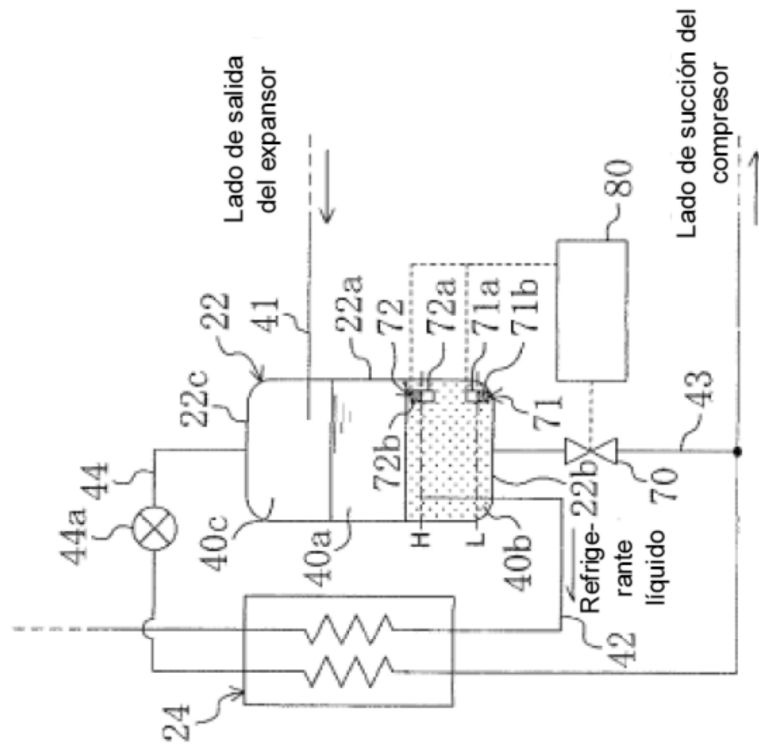 Lado de salida
del expansor
Lado de succión del
compresor
80
41
22
22a
72
72a
71a
71b
22c
72b
71
43
44
44a
40c
40a
H
L
40b
22b
70
Refrige-
rante
líquido
42
24